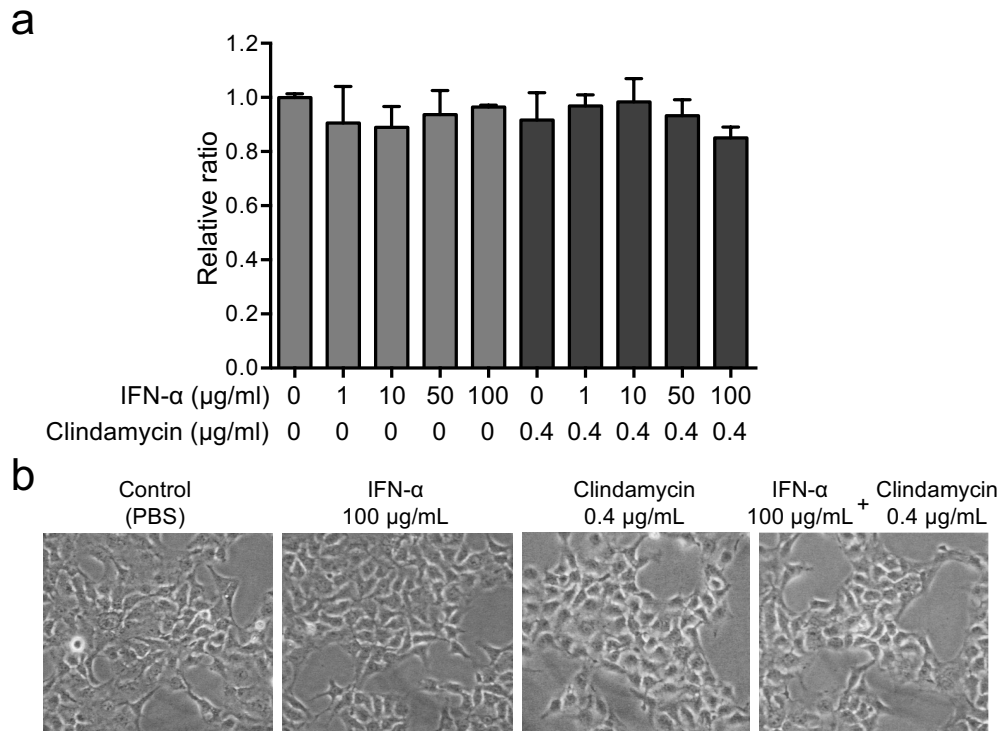 a
Relative ratio
1.2
1.0
0.8
0.6
0.4
0.2
0.0
IFN-α (µg/ml) 0 1 10 50 100 0 1 10 50 100
Clindamycin (µg/ml) 0 0 0 0 0 0.4 0.4 0.4 0.4 0.4
b
Control
(PBS)
IFN-α
100 µg/mL
Clindamycin
0.4 µg/mL
IFN-α
100 µg/mL
+
Clindamycin
0.4 µg/mL